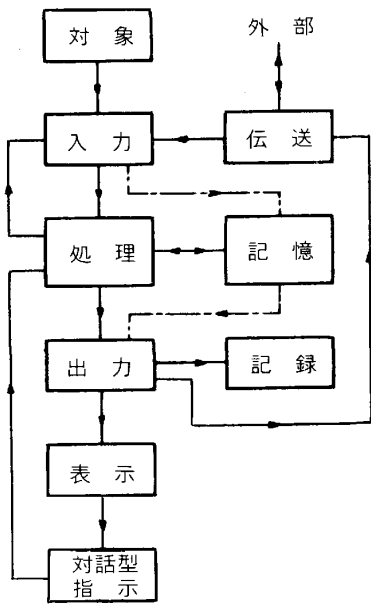 対象
外部
入力
伝送
処理
記憶
出力
記録
表示
対話型
指示